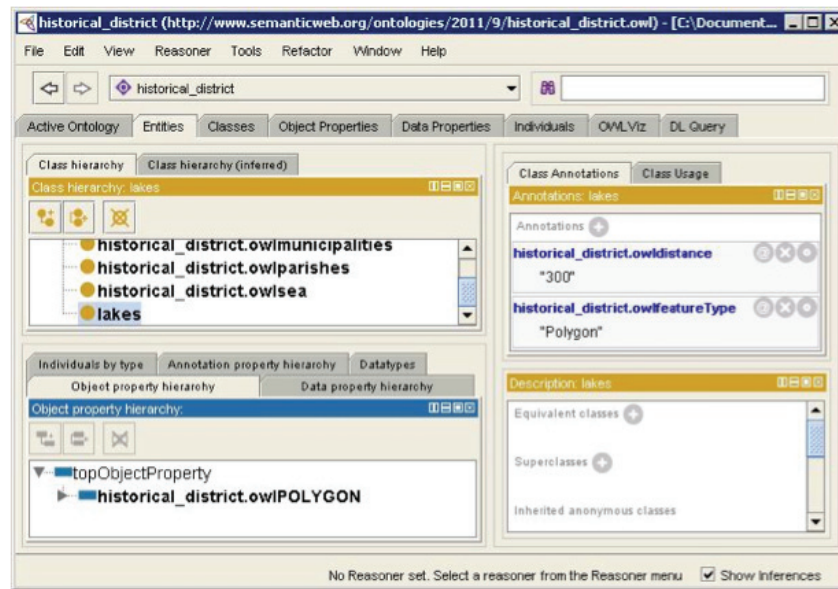 historical_district (http://www.semanticweb.org/ontologies/2011/9/historical_district.owl) - [C:\Document...
File Edit View Reasoner Tools Refactor Window Help
historical_district
Active Ontology Entities Classes Object Properties Data Properties Individuals OWLViz DL Query
Class hierarchy Class hierarchy (inferred)
Class hierarchy: lakes
historical_district.owlmunicipalities
historical_district.owlparishes
historical_district.owlsea
lakes
Individuals by type Annotation property hierarchy Datatypes
Object property hierarchy Data property hierarchy
Object property hierarchy:
topObjectProperty
historical_district.owlPOLYGON
Class Annotations Class Usage
Annotations: lakes
Annotations
historical_district.owldistance
"300"
historical_district.owlfeatureType
"Polygon"
Description: lakes
Equivalent classes
Superclasses
Inherited anonymous classes
No Reasoner set. Select a reasoner from the Reasoner menu Show Inferences